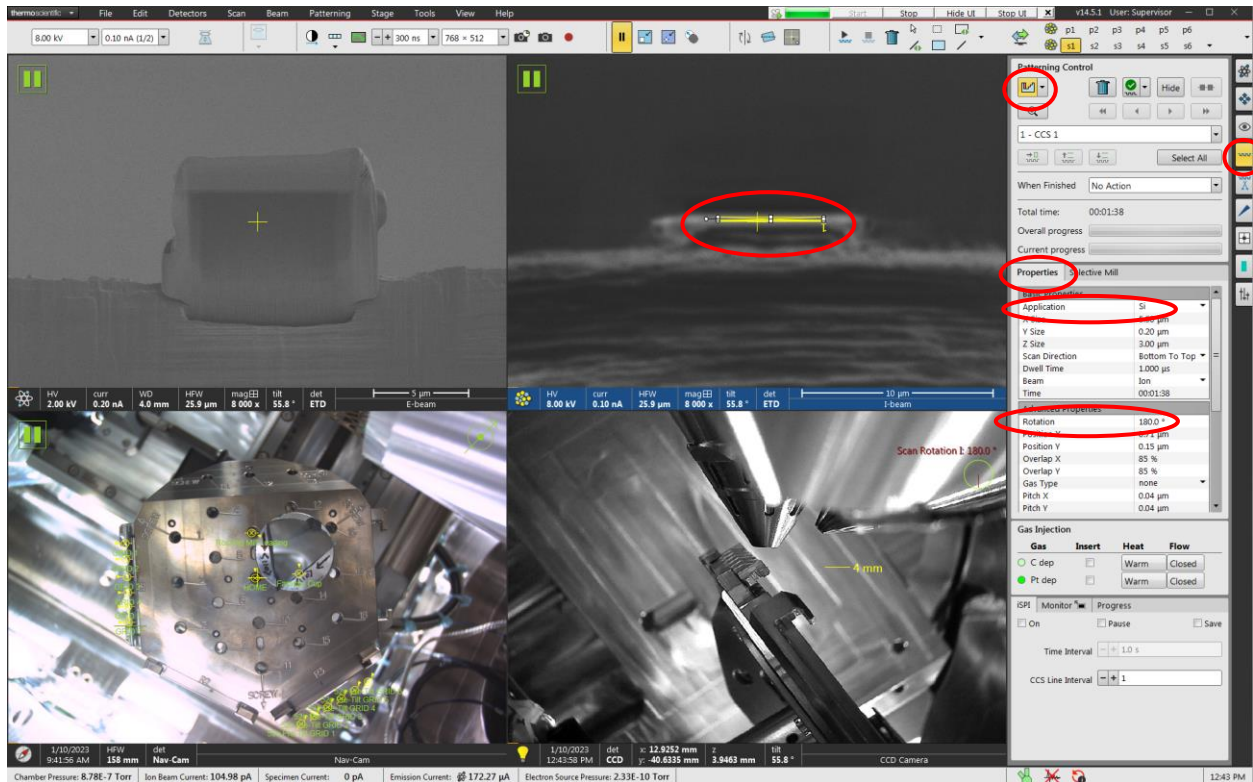 thermoscientific File Edit Detectors Scan Beam Patterning Stage Tools View Help Start Stop Hide UI Stop UI x v14.5.1 User: Supervisor
8.00 kV 0.10 nA (1/2) 300 ns 768 × 512 p1 p2 p3 p4 p5 p6
s1 s2 s3 s4 s5 s6
Patterning Control
Hide
1 - CCS 1
Select All
When Finished No Action
Total time: 00:01:38
Overall progress
Current progress
Properties Selective Mill
Basic Properties
Application Si
Y Size 0.20 µm
Z Size 3.00 µm
Scan Direction Bottom To Top
Dwell Time 1.000 µs
Beam Ion
Time 00:01:38
Advanced Properties
Rotation 180.0 °
Position X 0.71 µm
Position Y 0.15 µm
Overlap X 85 %
Overlap Y 85 %
Gas Type none
Pitch X 0.04 µm
Pitch Y 0.04 µm
1
HV curr WD HFW mag tilt det 5 µm
2.00 kV 0.20 nA 4.0 mm 25.9 µm 8 000 x 55.8 ° ETD E-beam
HV curr HFW mag tilt det 10 µm
8.00 kV 0.10 nA 25.9 µm 8 000 x 55.8 ° ETD I-beam
Scan Rotation I: 180.0 °
HOME
4 mm
SCREW
Gas Injection
Gas Insert Heat Flow
C dep Warm Closed
Pt dep Warm Closed
iSPI Monitor Progress
On Pause Save
Time Interval 1.0 s
CCS Line Interval 1
1/10/2023 HFW det
9:41:56 AM 158 mm Nav-Cam Nav-Cam
1/10/2023 det x: 12.9252 mm z tilt
12:43:58 PM CCD y: -40.6335 mm 3.9463 mm 55.8 ° CCD Camera
Chamber Pressure: 8.78E-7 Torr Ion Beam Current: 104.98 pA Specimen Current: 0 pA Emission Current: 172.27 µA Electron Source Pressure: 2.33E-10 Torr 12:43 PM